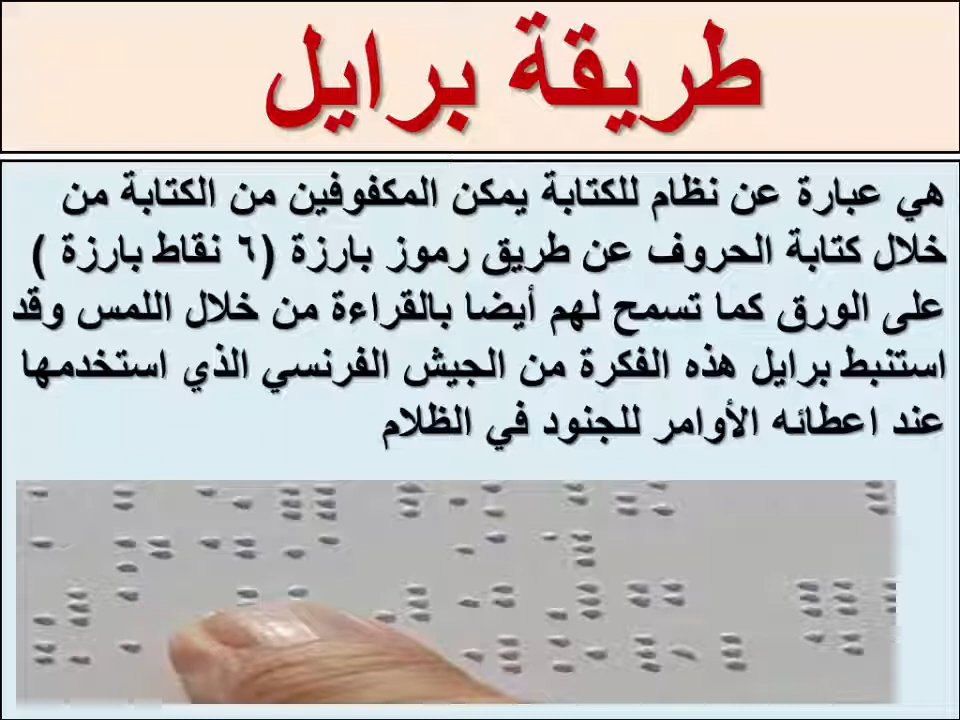 طريقة برايل
هي عبارة عن نظام للكتابة يمكن المكفوفين من الكتابة من
خلال كتابة الحروف عن طريق رموز بارزة (٦ نقاط بارزة )
على الورق كما تسمح لهم أيضا بالقراءة من خلال اللمس وقد
استنبط برايل هذه الفكرة من الجيش الفرنسي الذي استخدمها
عند اعطائه الأوامر للجنود في الظلام